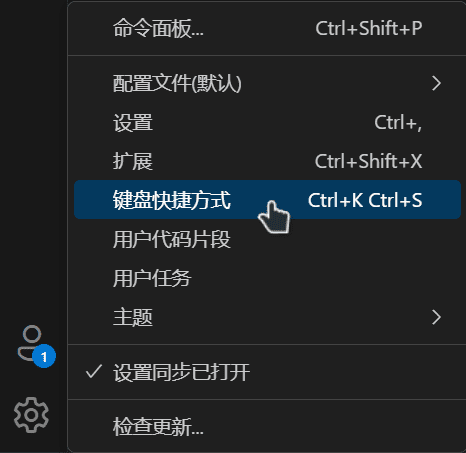 命令面板... Ctrl+Shift+P
配置文件(默认)
设置 Ctrl+,
扩展 Ctrl+Shift+X
键盘快捷方式 Ctrl+K Ctrl+S
用户代码片段
用户任务
主题
1
设置同步已打开
检查更新...